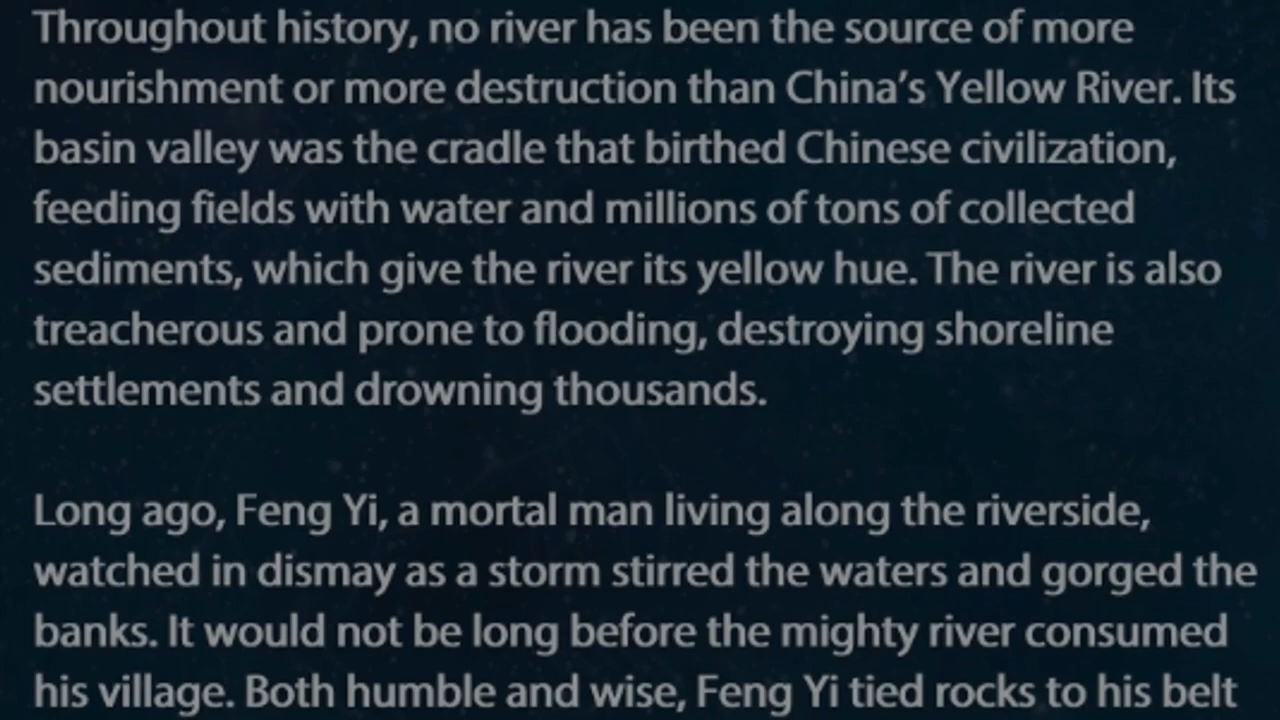 Throughout history, no river has been the source of more
nourishment or more destruction than China’s Yellow River. Its
basin valley was the cradle that birthed Chinese civilization,
feeding fields with water and millions of tons of collected
sediments, which give the river its yellow hue. The river is also
treacherous and prone to flooding, destroying shoreline
settlements and drowning thousands.

Long ago, Feng Yi, a mortal man living along the riverside,
watched in dismay as a storm stirred the waters and gorged the
banks. It would not be long before the mighty river consumed
his village. Both humble and wise, Feng Yi tied rocks to his belt